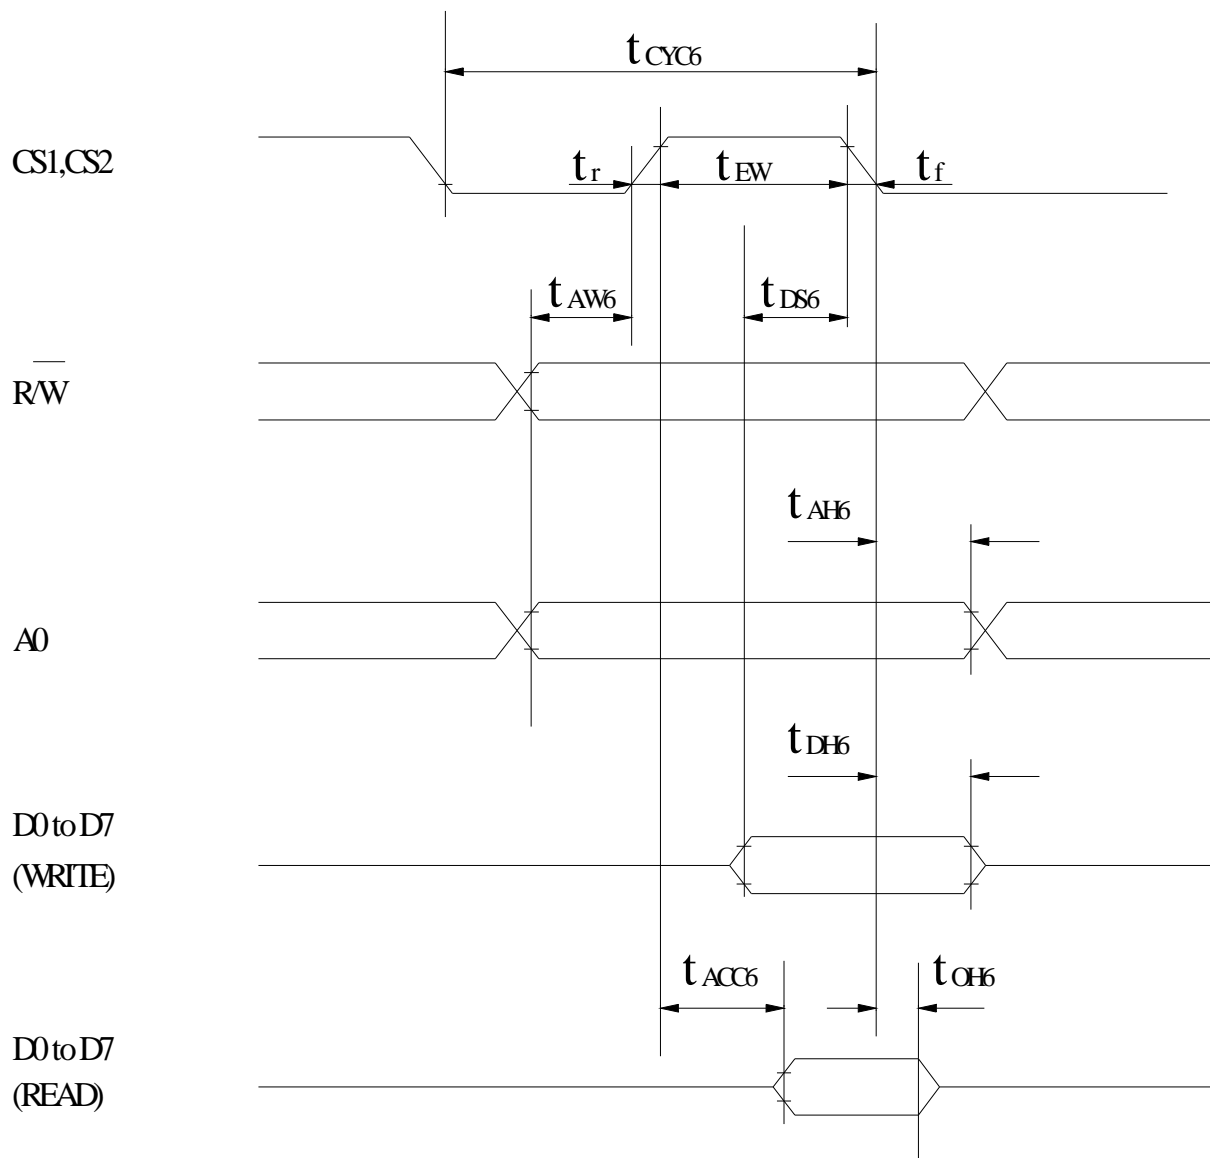 tCYC6
CS1,CS2
tr
tEW
tf
tAW6
tDS6
R/W̅
tAH6
A0
tDH6
D0 to D7
(WRITE)
tACC6
tOH6
D0 to D7
(READ)